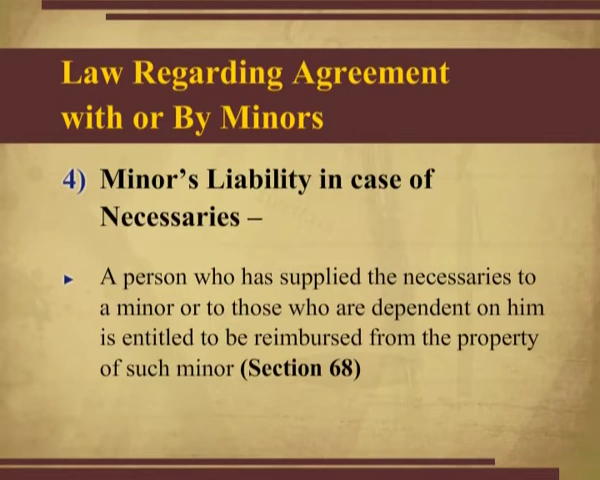 Law Regarding Agreement
with or By Minors
4) Minor's Liability in case of
Necessaries –
► A person who has supplied the necessaries to
a minor or to those who are dependent on him
is entitled to be reimbursed from the property
of such minor (Section 68)